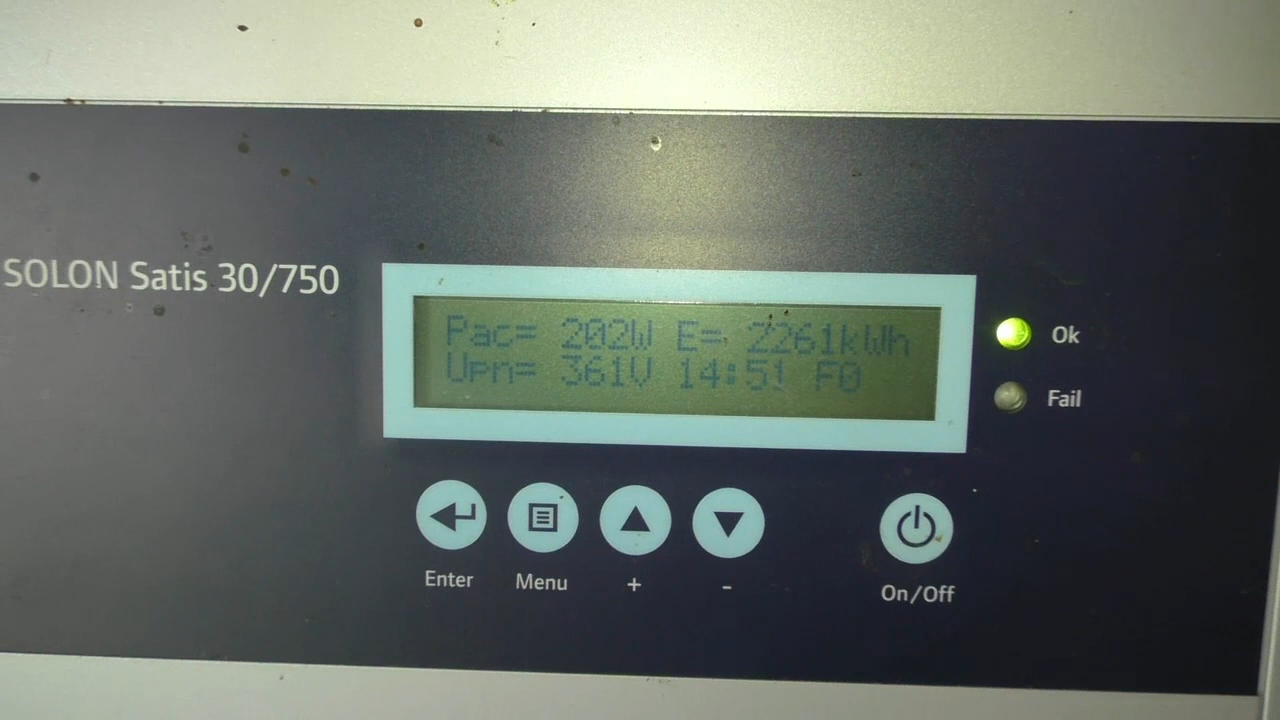 SOLON Satis 30/750
Pac= 202W E= 2261kWh
Upn= 361V 14:51 F0
Ok
Fail
Enter
Menu
+
-
On/Off